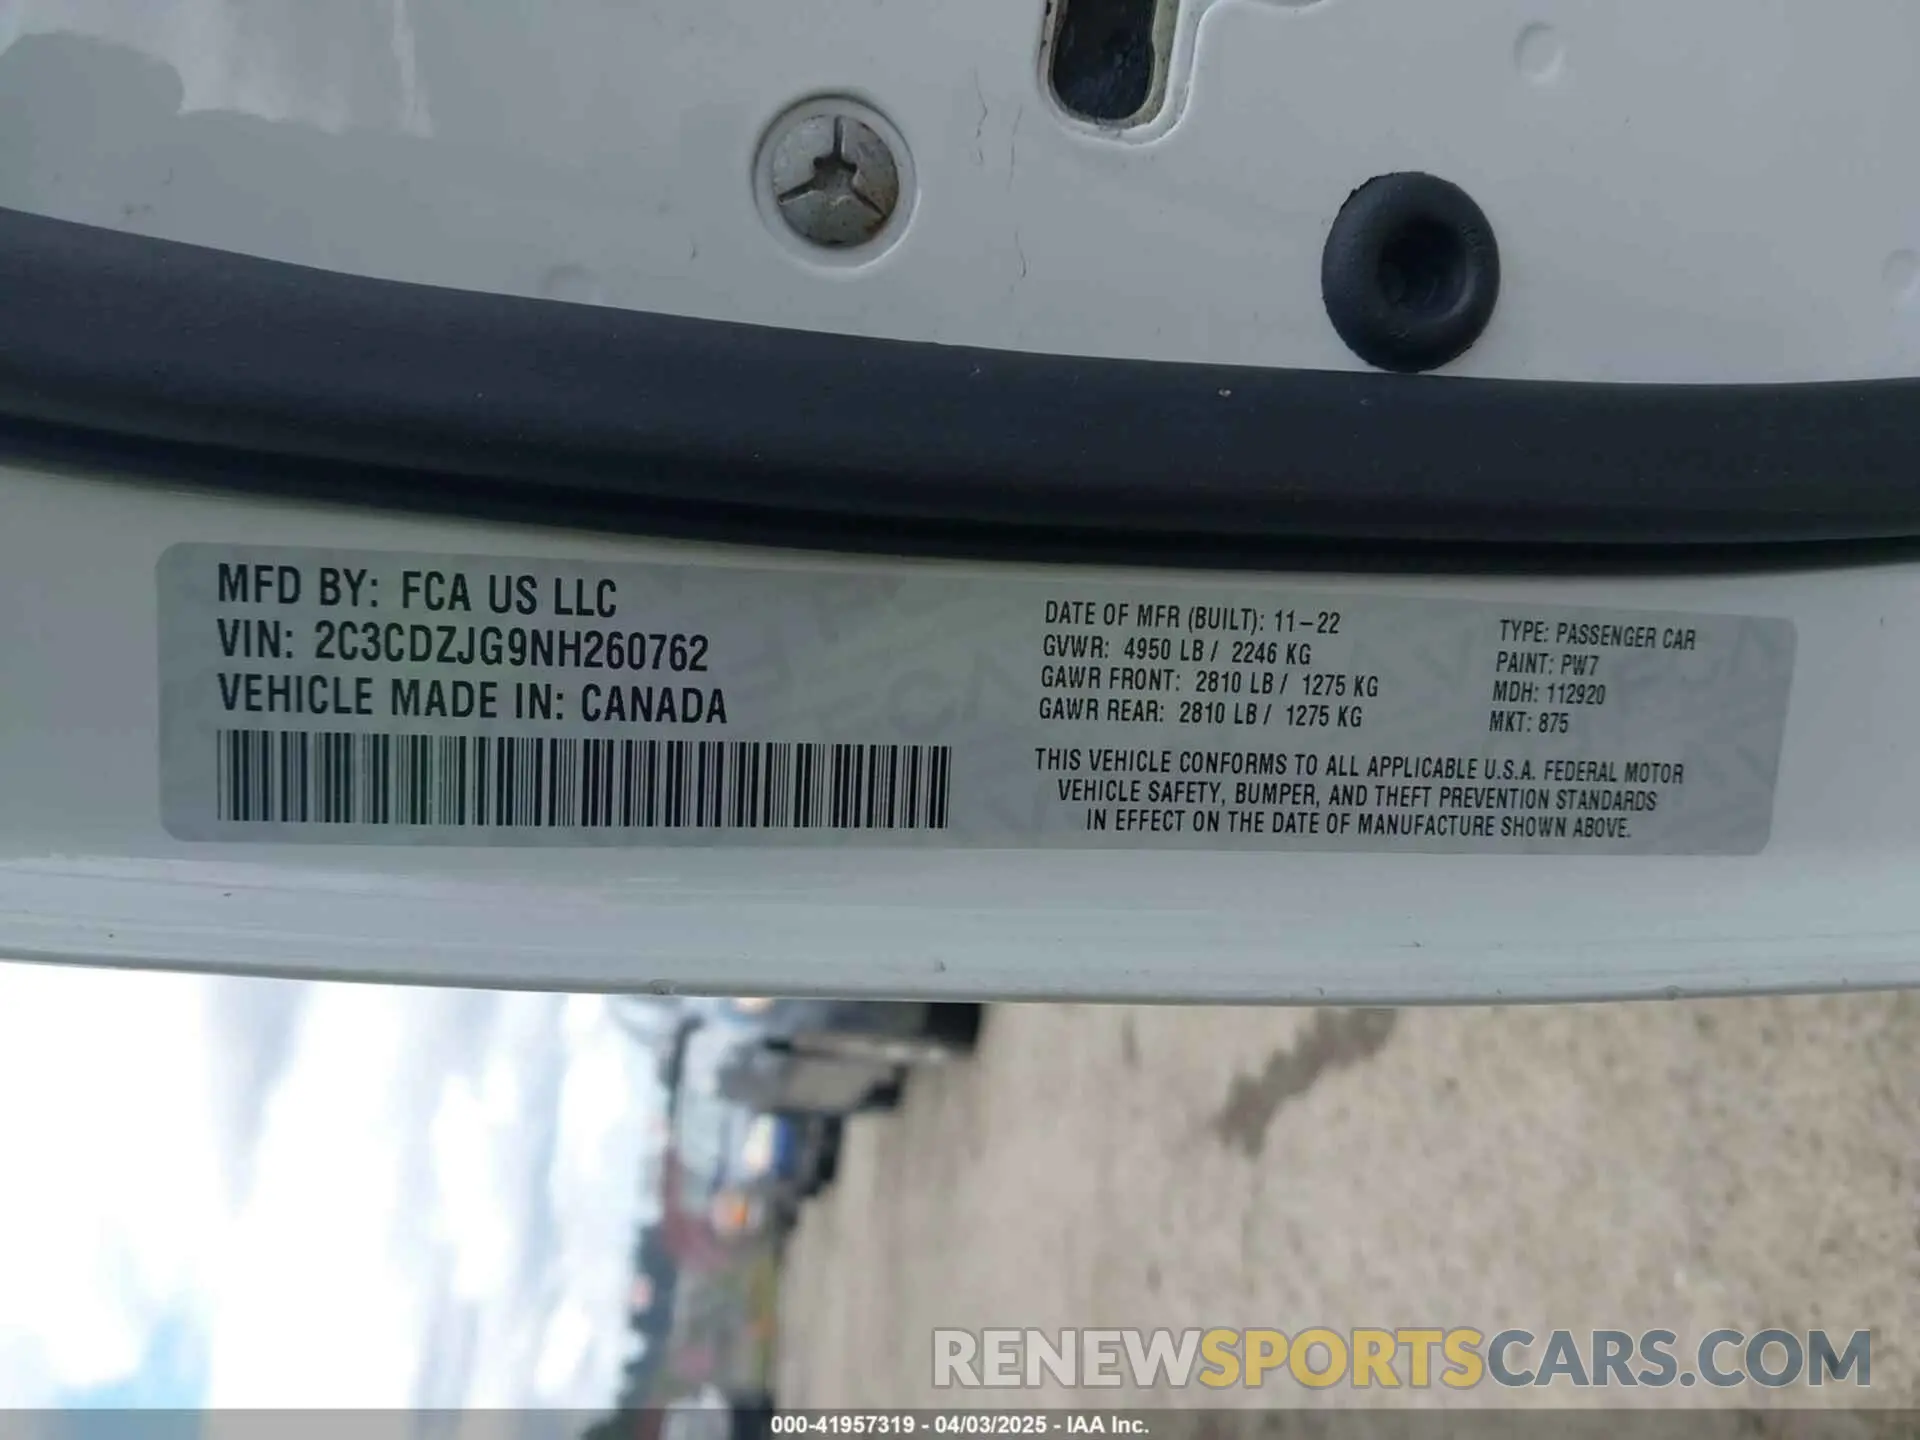 MFD BY: FCA US LLC
VIN: 2C3CDZJG9NH260762
VEHICLE MADE IN: CANADA
DATE OF MFR (BUILT): 11-22
GVWR: 4950 LB / 2246 KG
GAWR FRONT: 2810 LB / 1275 KG
GAWR REAR: 2810 LB / 1275 KG
TYPE: PASSENGER CAR
PAINT: PW7
MDH: 112920
MKT: 875
THIS VEHICLE CONFORMS TO ALL APPLICABLE U.S.A. FEDERAL MOTOR
VEHICLE SAFETY, BUMPER, AND THEFT PREVENTION STANDARDS
IN EFFECT ON THE DATE OF MANUFACTURE SHOWN ABOVE.
RENEWSPORTSCARS.COM
000-41957319 - 04/03/2025 - IAA Inc.